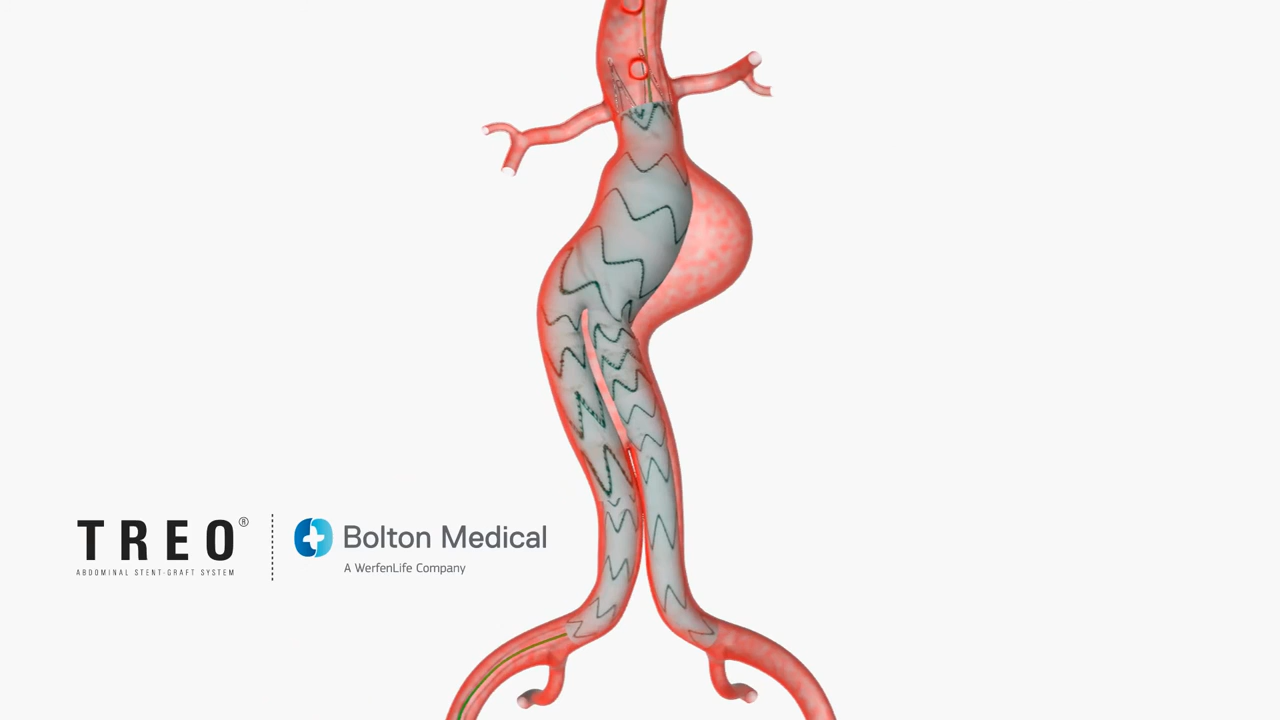 TREO®
ABDOMINAL STENT-GRAFT SYSTEM
Bolton Medical
A WerfenLife Company